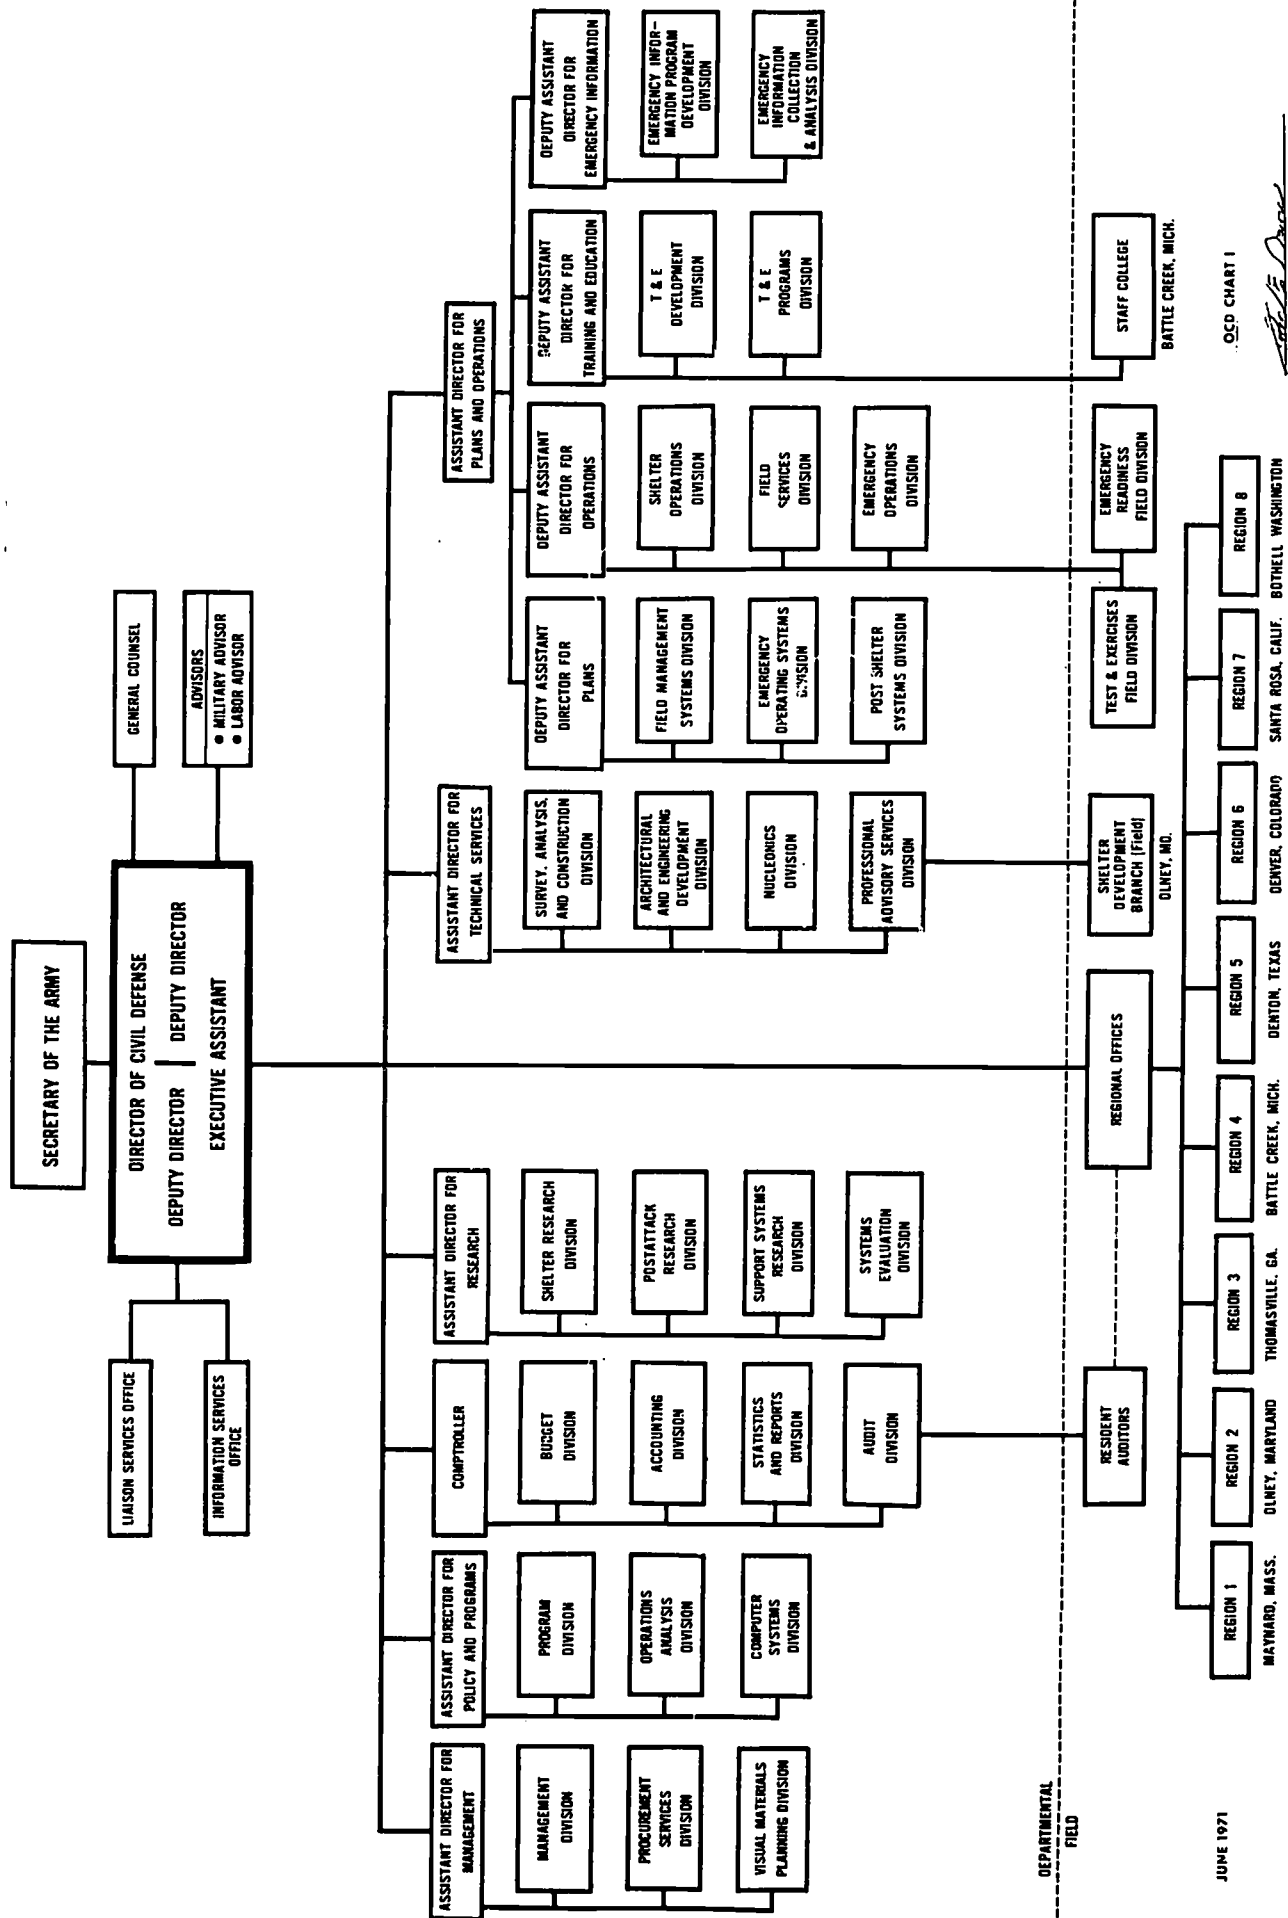 SECRETARY OF THE ARMY
DIRECTOR OF CIVIL DEFENSE
DEPUTY DIRECTOR | DEPUTY DIRECTOR
EXECUTIVE ASSISTANT
LIAISON SERVICES OFFICE
INFORMATION SERVICES
OFFICE
GENERAL COUNSEL
ADVISORS
● MILITARY ADVISOR
● LABOR ADVISOR
ASSISTANT DIRECTOR FOR
MANAGEMENT
MANAGEMENT
DIVISION
PROCUREMENT
SERVICES
DIVISION
VISUAL MATERIALS
PLANNING DIVISION
ASSISTANT DIRECTOR FOR
POLICY AND PROGRAMS
PROGRAM
DIVISION
OPERATIONS
ANALYSIS
DIVISION
COMPUTER
SYSTEMS
DIVISION
COMPTROLLER
BUDGET
DIVISION
ACCOUNTING
DIVISION
STATISTICS
AND REPORTS
DIVISION
AUDIT
DIVISION
ASSISTANT DIRECTOR FOR
RESEARCH
SHELTER RESEARCH
DIVISION
POSTATTACK
RESEARCH
DIVISION
SUPPORT SYSTEMS
RESEARCH
DIVISION
SYSTEMS
EVALUATION
DIVISION
ASSISTANT DIRECTOR FOR
TECHNICAL SERVICES
SURVEY, ANALYSIS,
AND CONSTRUCTION
DIVISION
ARCHITECTURAL
AND ENGINEERING
DEVELOPMENT
DIVISION
NUCLEONICS
DIVISION
PROFESSIONAL
ADVISORY SERVICES
DIVISION
ASSISTANT DIRECTOR FOR
PLANS AND OPERATIONS
DEPUTY ASSISTANT
DIRECTOR FOR
PLANS
FIELD MANAGEMENT
SYSTEMS DIVISION
EMERGENCY
OPERATING SYSTEMS
DIVISION
POST SHELTER
SYSTEMS DIVISION
DEPUTY ASSISTANT
DIRECTOR FOR
OPERATIONS
SHELTER
OPERATIONS
DIVISION
FIELD
SERVICES
DIVISION
EMERGENCY
OPERATIONS
DIVISION
DEPUTY ASSISTANT
DIRECTOR FOR
TRAINING AND EDUCATION
T & E
DEVELOPMENT
DIVISION
T & E
PROGRAMS
DIVISION
DEPUTY ASSISTANT
DIRECTOR FOR
EMERGENCY INFORMATION
EMERGENCY INFOR-
MATION PROGRAM
DEVELOPMENT
DIVISION
EMERGENCY
INFORMATION
COLLECTION
& ANALYSIS DIVISION
DEPARTMENTAL
FIELD
RESIDENT
AUDITORS
REGIONAL OFFICES
SHELTER
DEVELOPMENT
BRANCH (Field)
OLNEY, MD.
TEST & EXERCISES
FIELD DIVISION
EMERGENCY
READINESS
FIELD DIVISION
STAFF COLLEGE
BATTLE CREEK, MICH.
REGION 1
MAYNARD, MASS.
REGION 2
OLNEY, MARYLAND
REGION 3
THOMASVILLE, GA.
REGION 4
BATTLE CREEK, MICH.
REGION 5
DENTON, TEXAS
REGION 6
DENVER, COLORADO
REGION 7
SANTA ROSA, CALIF.
REGION 8
BOTHELL WASHINGTON
JUNE 1971
OCD CHART I